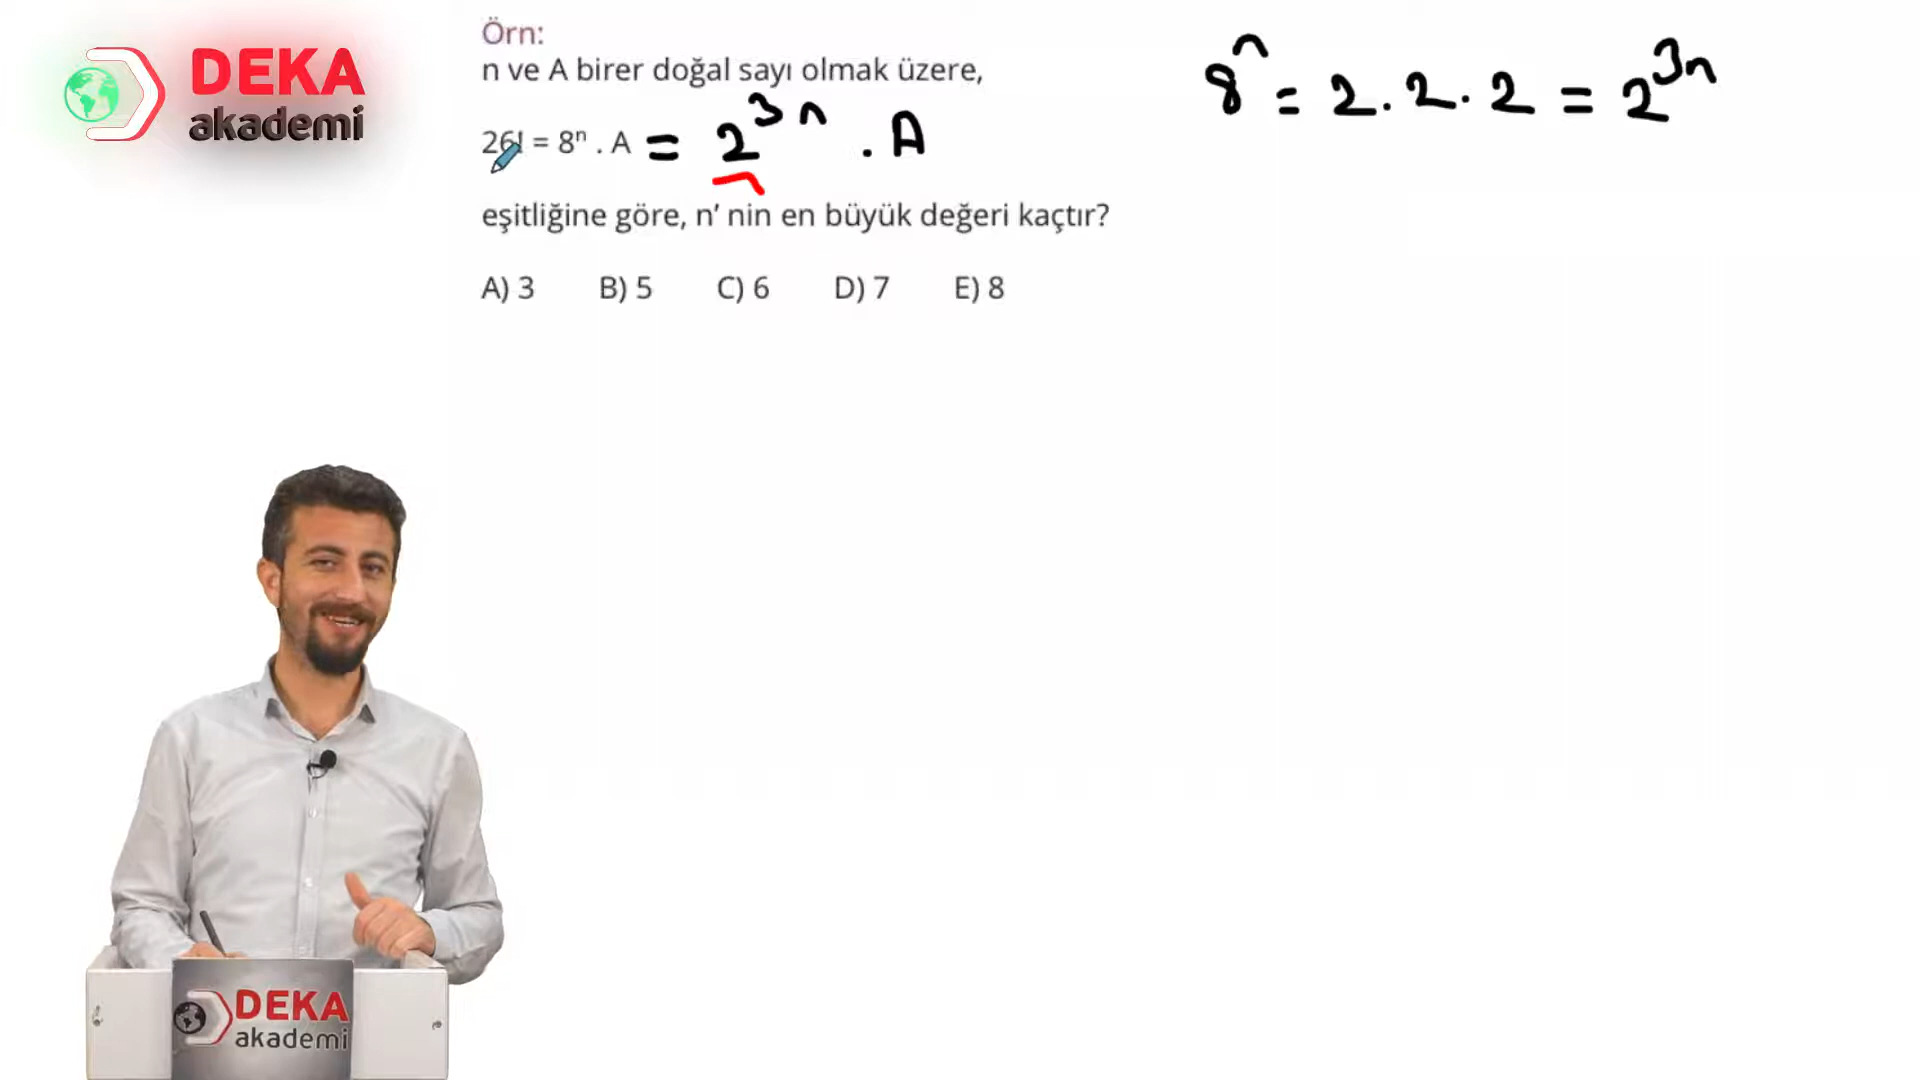 DEKA
akademi
Örn:
n ve A birer doğal sayı olmak üzere,
26! = 8ⁿ . A = 2³ⁿ . A
eşitliğine göre, n’ nin en büyük değeri kaçtır?
A) 3 B) 5 C) 6 D) 7 E) 8
8ⁿ = 2 . 2 . 2 = 2³ⁿ
DEKA
akademi